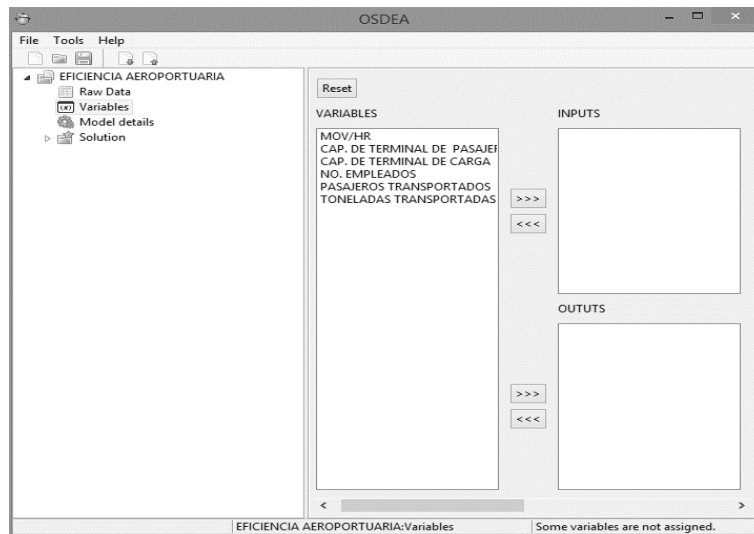 OSDEA
File Tools Help
EFICIENCIA AEROPORTUARIA
Raw Data
(x) Variables
Model details
Solution
Reset
VARIABLES
MOV/HR
CAP. DE TERMINAL DE PASAJER
CAP. DE TERMINAL DE CARGA
NO. EMPLEADOS
PASAJEROS TRANSPORTADOS
TONELADAS TRANSPORTADAS
>>>
<<<
>>>
<<<
INPUTS
OUTUTS
EFICIENCIA AEROPORTUARIA:Variables
Some variables are not assigned.